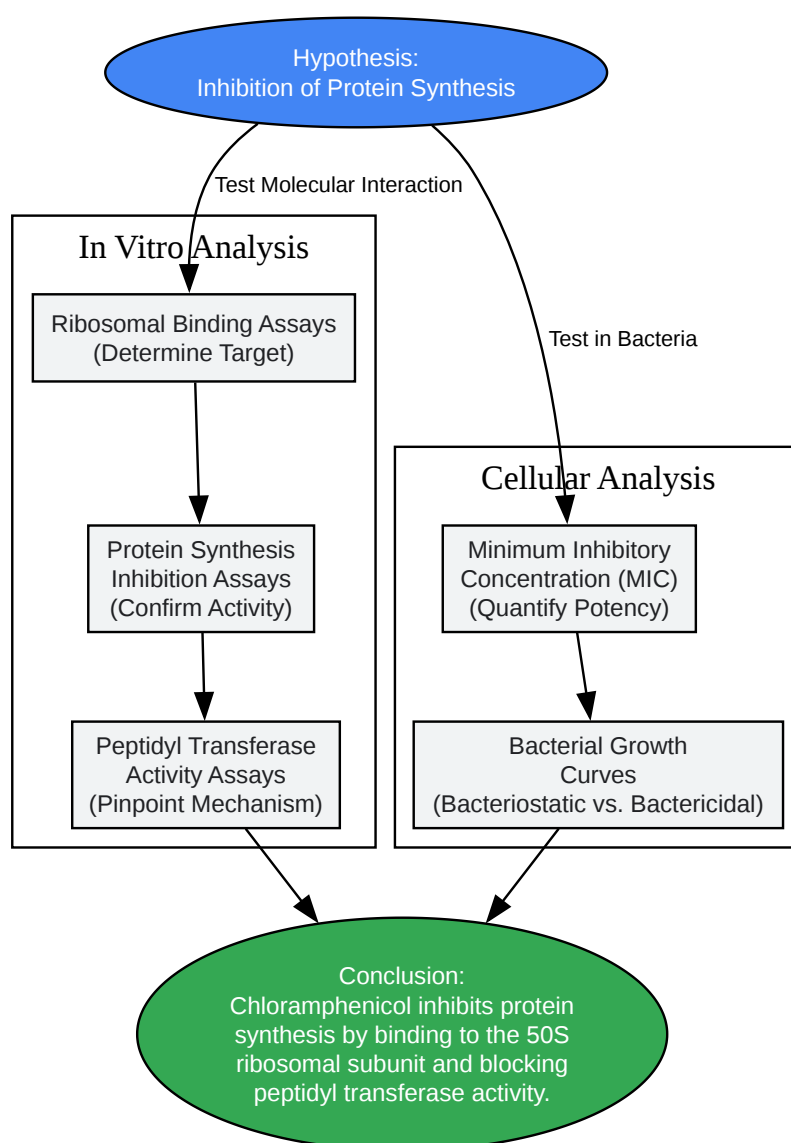 Hypothesis:
Inhibition of Protein Synthesis
Test Molecular Interaction
In Vitro Analysis
Ribosomal Binding Assays
(Determine Target)
Protein Synthesis
Inhibition Assays
(Confirm Activity)
Peptidyl Transferase
Activity Assays
(Pinpoint Mechanism)
Test in Bacteria
Cellular Analysis
Minimum Inhibitory
Concentration (MIC)
(Quantify Potency)
Bacterial Growth
Curves
(Bacteriostatic vs. Bactericidal)
Conclusion:
Chloramphenicol inhibits protein
synthesis by binding to the 50S
ribosomal subunit and blocking
peptidyl transferase activity.